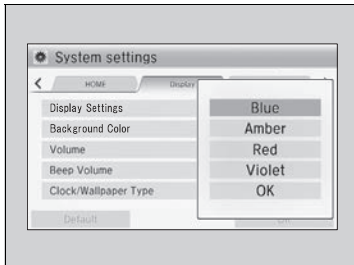 System settings
HOME
Display
Display Settings
Background Color
Volume
Beep Volume
Clock/Wallpaper Type
Blue
Amber
Red
Violet
OK
Default